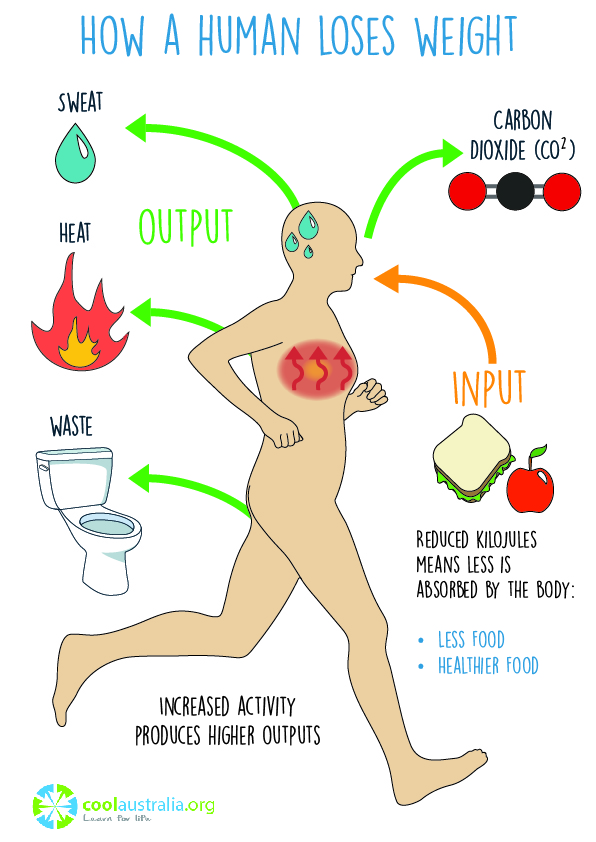 HOW A HUMAN LOSES WEIGHT
SWEAT
CARBON
DIOXIDE (CO²)
OUTPUT
HEAT
INPUT
WASTE
REDUCED KILOJULES
MEANS LESS IS
ABSORBED BY THE BODY:
• LESS FOOD
• HEALTHIER FOOD
INCREASED ACTIVITY
PRODUCES HIGHER OUTPUTS
coolaustralia.org
Learn for life